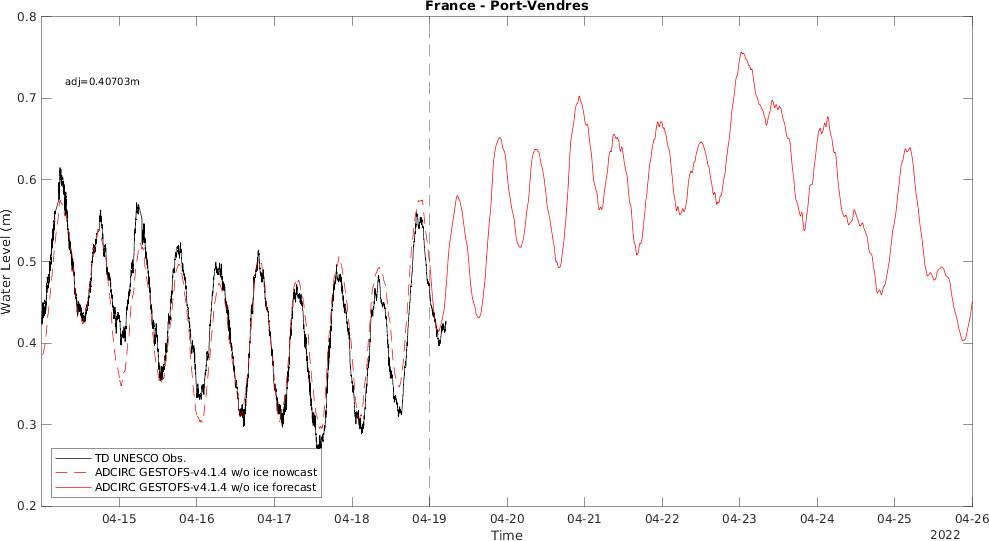 France - Port-Vendres
0.8
0.7
0.6
0.5
0.4
0.3
0.2
Water Level (m)
adj=0.40703m
TD UNESCO Obs.
ADCIRC GESTOFS-v4.1.4 w/o ice nowcast
ADCIRC GESTOFS-v4.1.4 w/o ice forecast
04-15 04-16 04-17 04-18 04-19 04-20 04-21 04-22 04-23 04-24 04-25 04-26
Time
2022